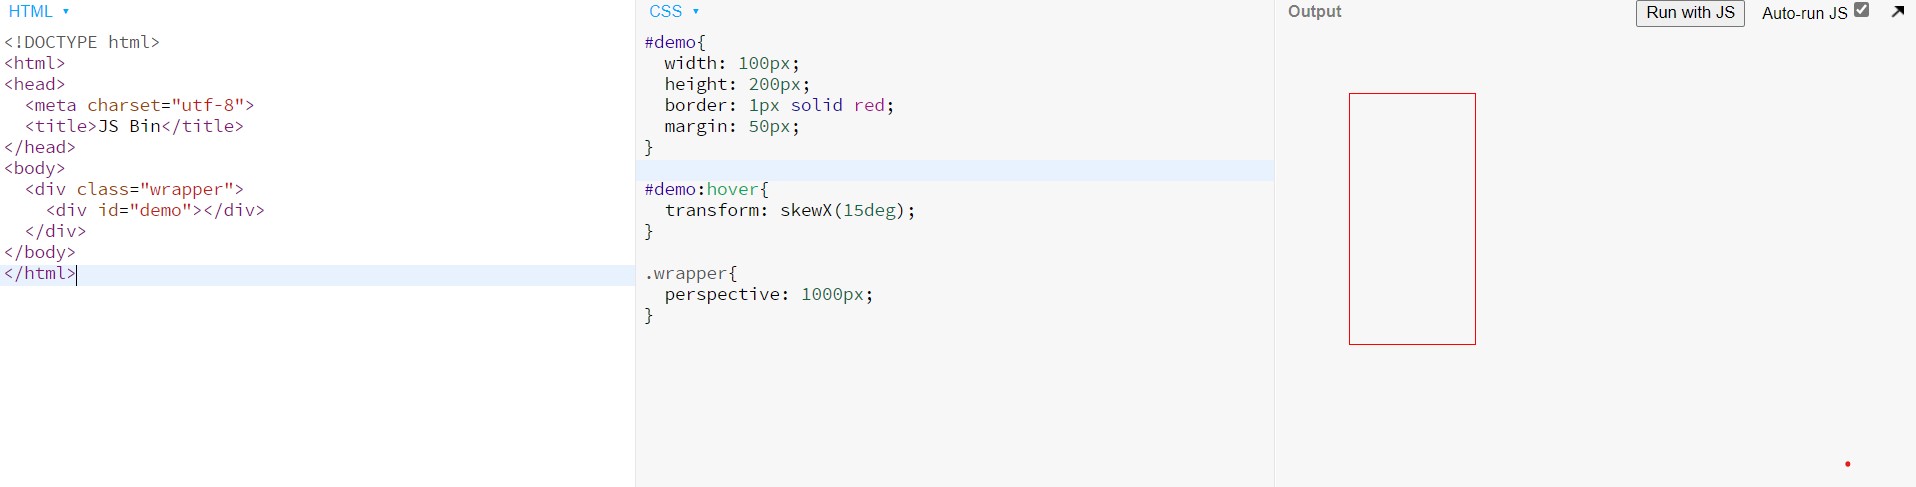 HTML ▾
<!DOCTYPE html>
<html>
<head>
  <meta charset="utf-8">
  <title>JS Bin</title>
</head>
<body>
  <div class="wrapper">
    <div id="demo"></div>
  </div>
</body>
</html>
CSS ▾
#demo{
  width: 100px;
  height: 200px;
  border: 1px solid red;
  margin: 50px;
}

#demo:hover{
  transform: skewX(15deg);
}

.wrapper{
  perspective: 1000px;
}
Output
Run with JS
Auto-run JS